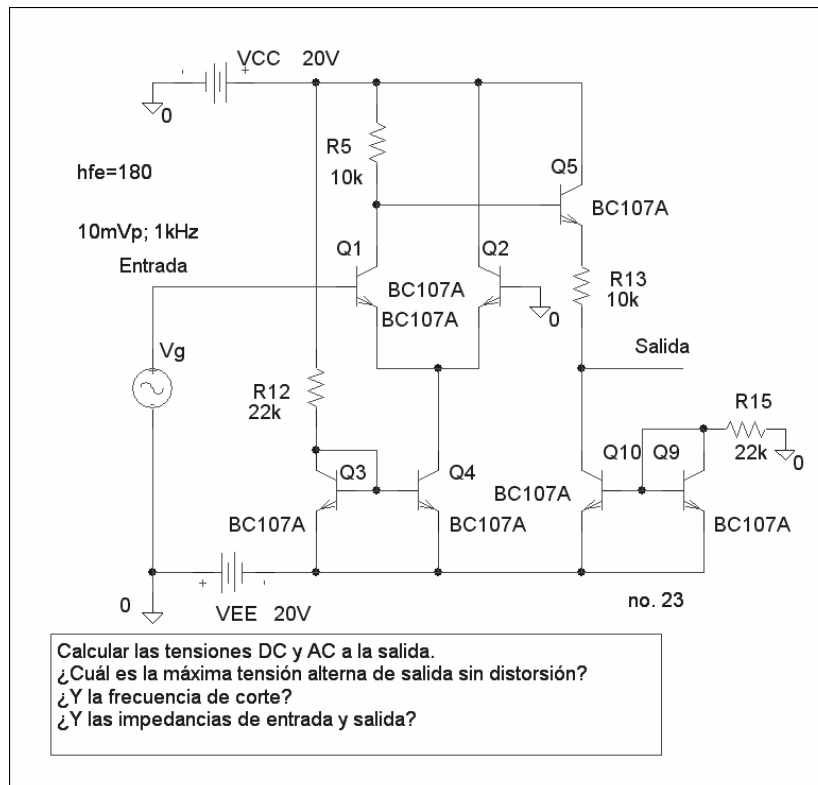 VCC 20V
- +
0
R5
10k
Q5
hfe=180
BC107A
10mVp; 1kHz
Entrada
Q1
Q2
BC107A
BC107A
R13
10k
0
Vg
Salida
R12
22k
R15
22k
0
Q3
Q4
Q10
Q9
BC107A
BC107A
BC107A
BC107A
+ -
0
VEE 20V
no. 23
Calcular las tensiones DC y AC a la salida.
¿Cuál es la máxima tensión alterna de salida sin distorsión?
¿Y la frecuencia de corte?
¿Y las impedancias de entrada y salida?